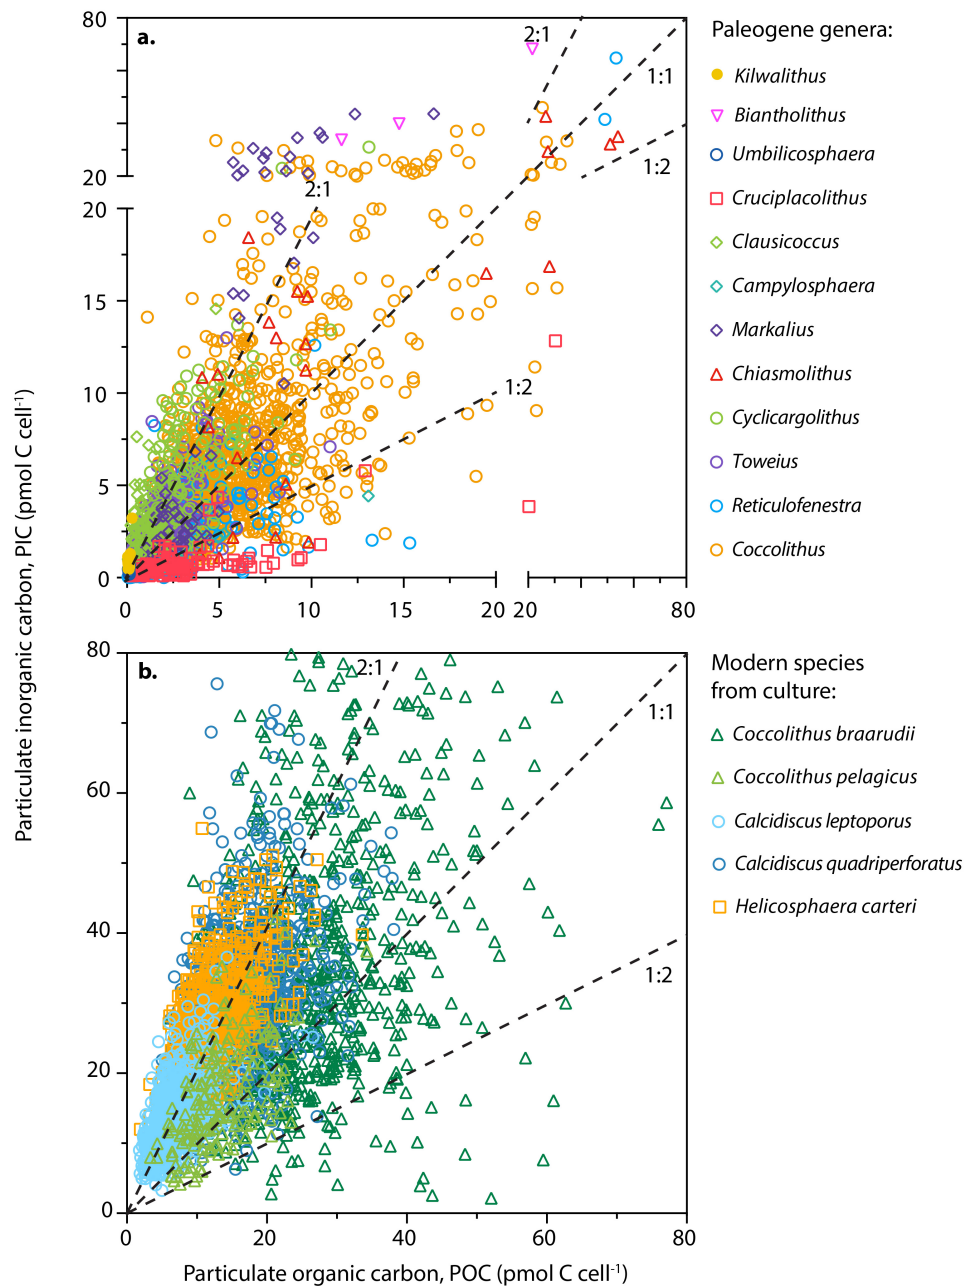 80
a.
2:1
1:1
1:2
20
2:1
20
15
10
1:2
5
0
0
5
10
15
20
20
80
Paleogene genera:
Kilwalithus
Biantholithus
Umbilicosphaera
Cruciplacolithus
Clausicoccus
Campylosphaera
Markalius
Chiasmolithus
Cyclicargolithus
Toweius
Reticulofenestra
Coccolithus
Particulate inorganic carbon, PIC (pmol C cell-1)
80
b.
2:1
1:1
60
40
1:2
20
0
0
20
40
60
80
Particulate organic carbon, POC (pmol C cell-1)
Modern species
from culture:
Coccolithus braarudii
Coccolithus pelagicus
Calcidiscus leptoporus
Calcidiscus quadriperforatus
Helicosphaera carteri